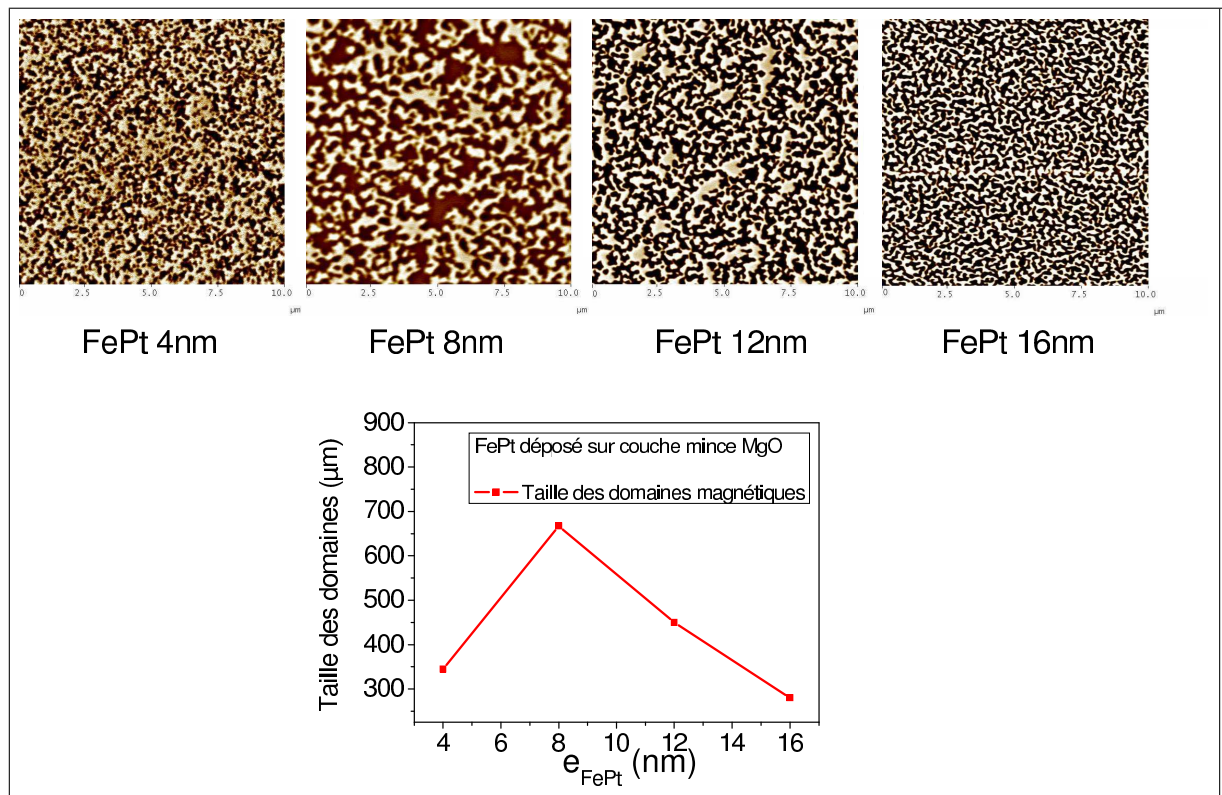 0 2.5 5.0 7.5 10.0
µm
0 2.5 5.0 7.5 10.0
µm
0 2.5 5.0 7.5 10.0
µm
0 2.5 5.0 7.5 10.0
µm
FePt 4nm
FePt 8nm
FePt 12nm
FePt 16nm
Taille des domaines (µm)
900
800
700
600
500
400
300
FePt déposé sur couche mince MgO
Taille des domaines magnétiques
4 6 8 10 12 14 16
eFePt (nm)